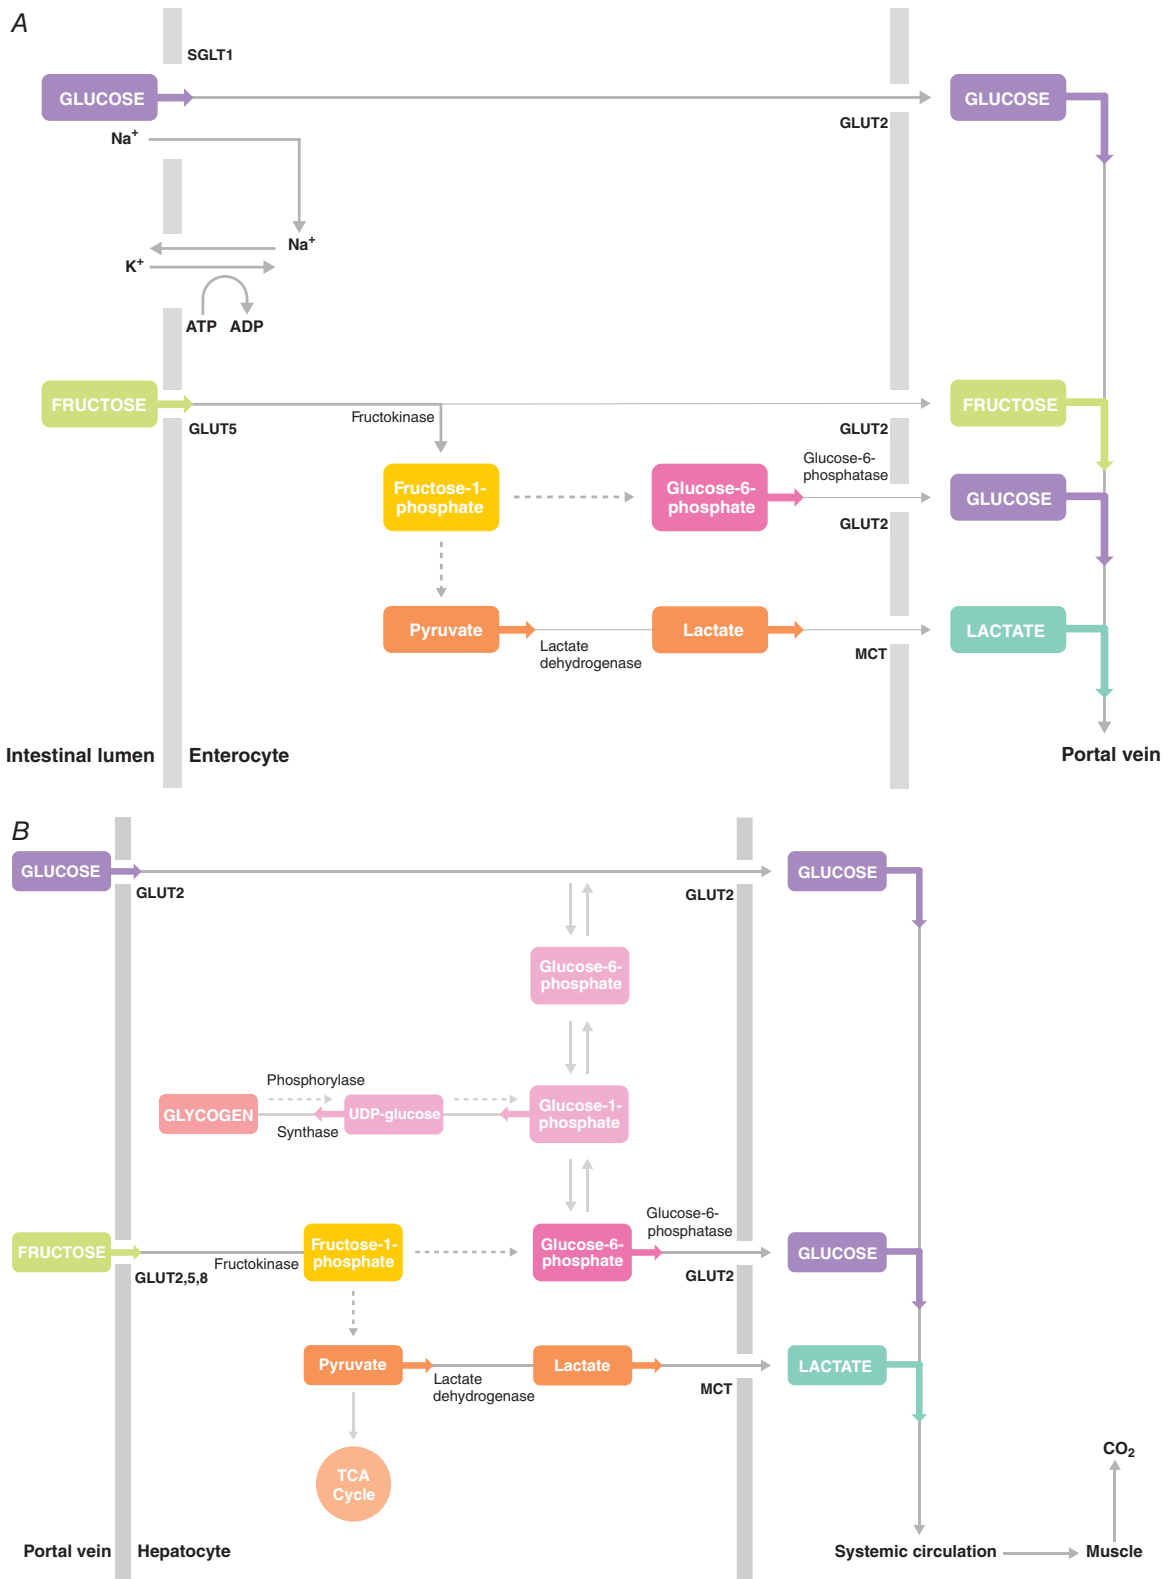 A
SGLT1
GLUCOSE
GLUCOSE
GLUT2
Na+
Na+
K+
ATP ADP
FRUCTOSE
FRUCTOSE
Fructokinase
GLUT5
GLUT2
Glucose-6-
phosphatase
Fructose-1-
phosphate
Glucose-6-
phosphate
GLUCOSE
GLUT2
Pyruvate
Lactate
LACTATE
Lactate
dehydrogenase
MCT
Intestinal lumen
Enterocyte
Portal vein
B
GLUCOSE
GLUCOSE
GLUT2
GLUT2
Glucose-6-
phosphate
Phosphorylase
GLYCOGEN
UDP-glucose
Glucose-1-
phosphate
Synthase
Glucose-6-
phosphatase
FRUCTOSE
Fructokinase
Fructose-1-
phosphate
Glucose-6-
phosphate
GLUCOSE
GLUT2,5,8
GLUT2
Pyruvate
Lactate
LACTATE
Lactate
dehydrogenase
MCT
TCA
Cycle
CO2
Portal vein
Hepatocyte
Systemic circulation
Muscle